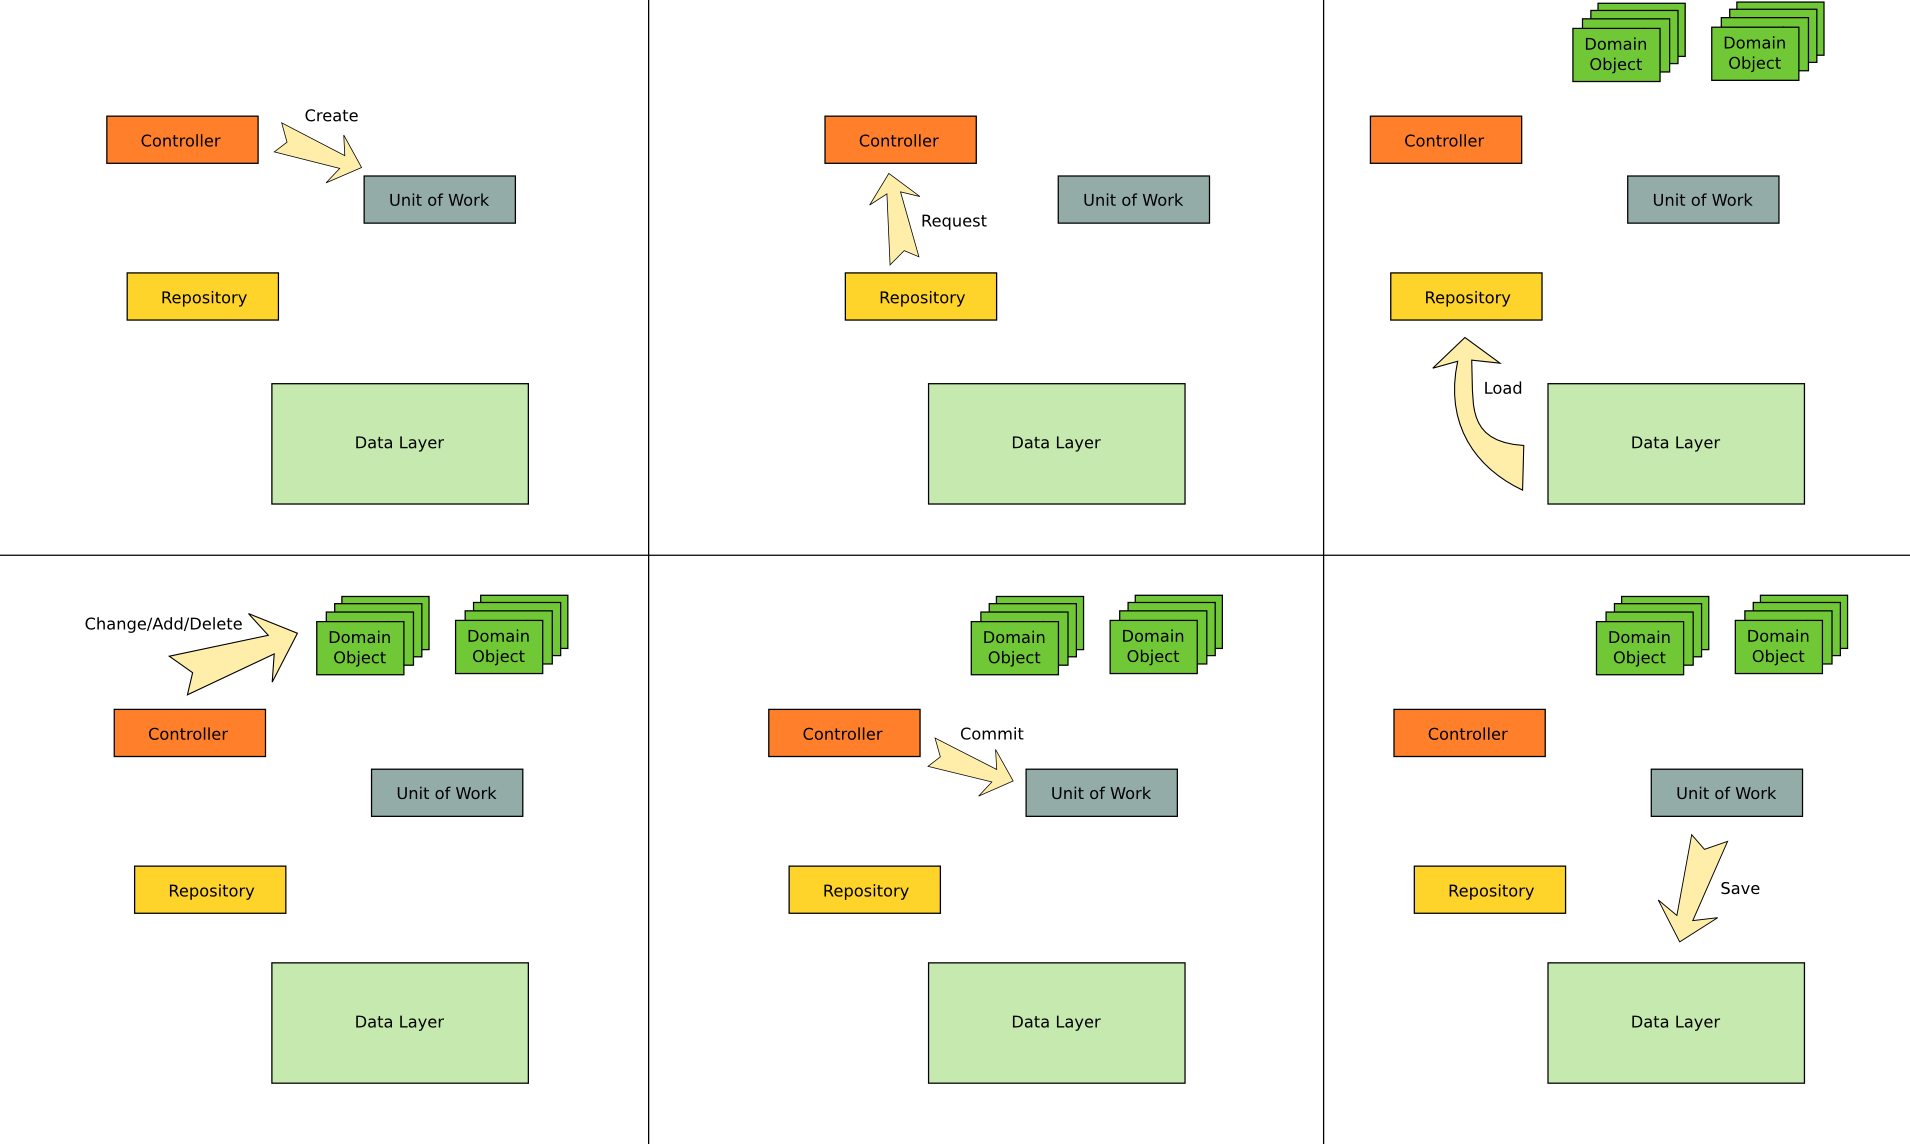 Create
Controller
Unit of Work
Repository
Data Layer
Controller
Unit of Work
Request
Repository
Data Layer
Domain
Object
Domain
Object
Controller
Unit of Work
Repository
Load
Data Layer
Change/Add/Delete
Domain
Object
Domain
Object
Controller
Unit of Work
Repository
Data Layer
Domain
Object
Domain
Object
Controller
Commit
Unit of Work
Repository
Data Layer
Domain
Object
Domain
Object
Controller
Unit of Work
Repository
Save
Data Layer